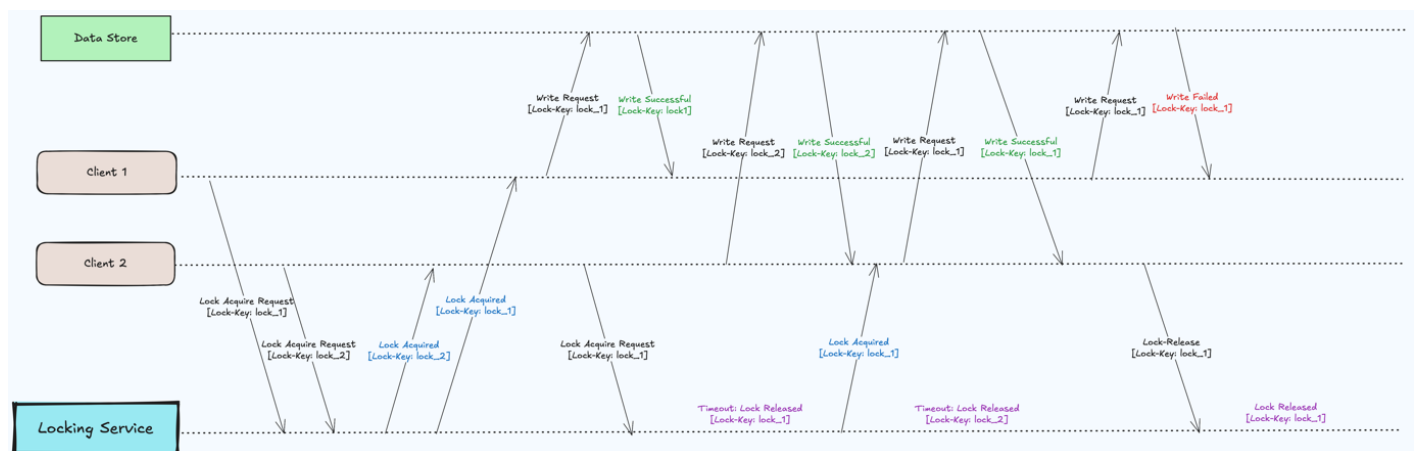 Data Store
Write Request
[Lock-Key: lock_1]
Write Successful
[Lock-Key: lock1]
Write Request
[Lock-Key: lock_2]
Write Successful
[Lock-Key: lock_2]
Write Request
[Lock-Key: lock_1]
Write Successful
[Lock-Key: lock_1]
Write Request
[Lock-Key: lock_1]
Write Failed
[Lock-Key: lock_1]
Client 1
Client 2
Lock Acquire Request
[Lock-Key: lock_1]
Lock Acquire Request
[Lock-Key: lock_2]
Lock Acquired
[Lock-Key: lock_2]
Lock Acquired
[Lock-Key: lock_1]
Lock Acquire Request
[Lock-Key: lock_1]
Lock Acquired
[Lock-Key: lock_1]
Lock-Release
[Lock-Key: lock_1]
Timeout: Lock Released
[Lock-Key: lock_1]
Timeout: Lock Released
[Lock-Key: lock_2]
Lock Released
[Lock-Key: lock_1]
Locking Service